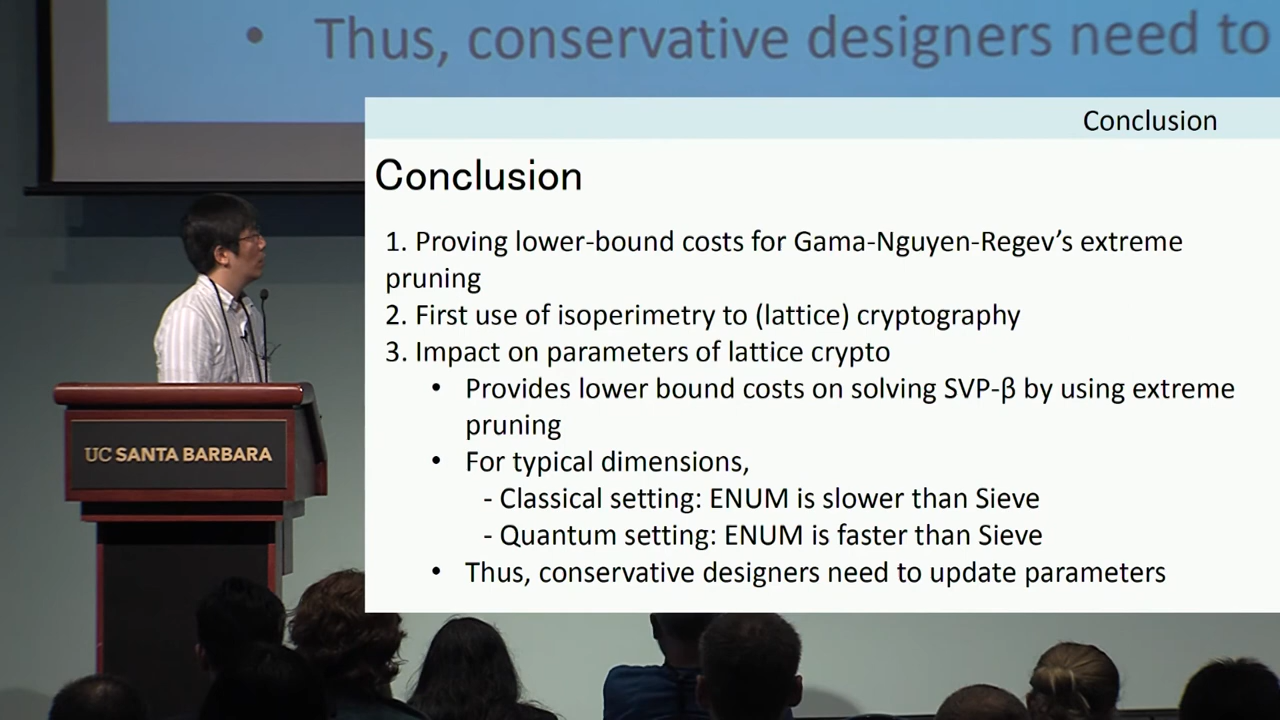 • Thus, conservative designers need to
Conclusion
Conclusion
1. Proving lower-bound costs for Gama-Nguyen-Regev’s extreme
pruning
2. First use of isoperimetry to (lattice) cryptography
3. Impact on parameters of lattice crypto
• Provides lower bound costs on solving SVP-β by using extreme
pruning
• For typical dimensions,
- Classical setting: ENUM is slower than Sieve
- Quantum setting: ENUM is faster than Sieve
• Thus, conservative designers need to update parameters
UC SANTA BARBARA